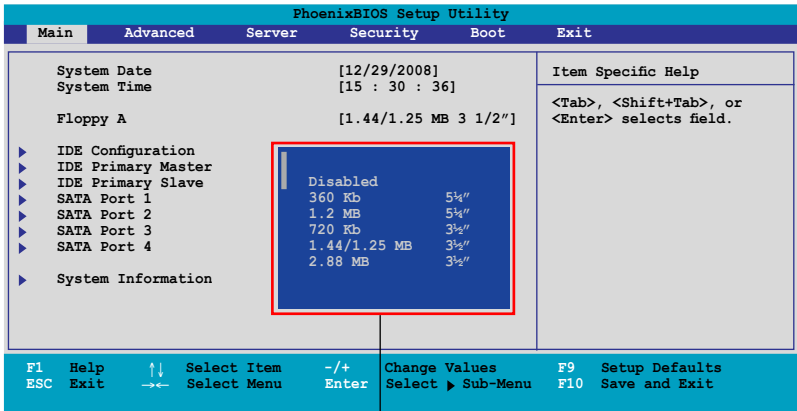 PhoenixBIOS Setup Utility
Main Advanced Server Security Boot Exit
System Date [12/29/2008]
System Time [15 : 30 : 36]
Floppy A [1.44/1.25 MB 3 1/2″]
IDE Configuration
IDE Primary Master
IDE Primary Slave
SATA Port 1
SATA Port 2
SATA Port 3
SATA Port 4
System Information
Disabled
360 Kb 5¼″
1.2 MB 5¼″
720 Kb 3½″
1.44/1.25 MB 3½″
2.88 MB 3½″
Item Specific Help
<Tab>, <Shift+Tab>, or
<Enter> selects field.
F1 Help ↑↓ Select Item -/+ Change Values F9 Setup Defaults
ESC Exit →← Select Menu Enter Select ▶ Sub-Menu F10 Save and Exit